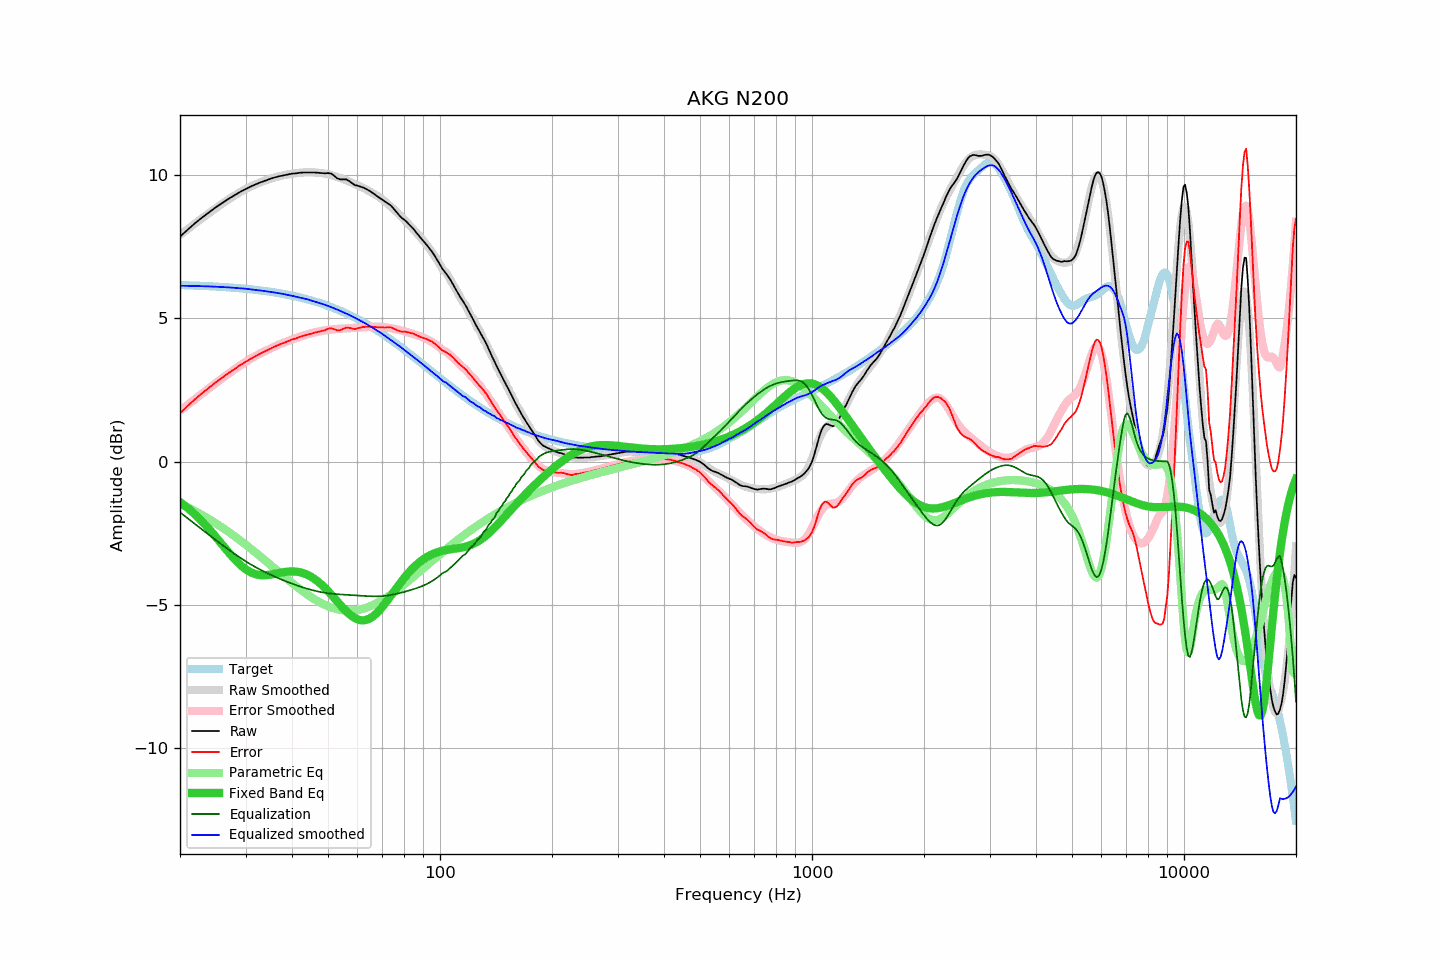 AKG N200
Amplitude (dBr)
10
5
0
−5
−10
Target
Raw Smoothed
Error Smoothed
Raw
Error
Parametric Eq
Fixed Band Eq
Equalization
Equalized smoothed
100 1000 10000
Frequency (Hz)